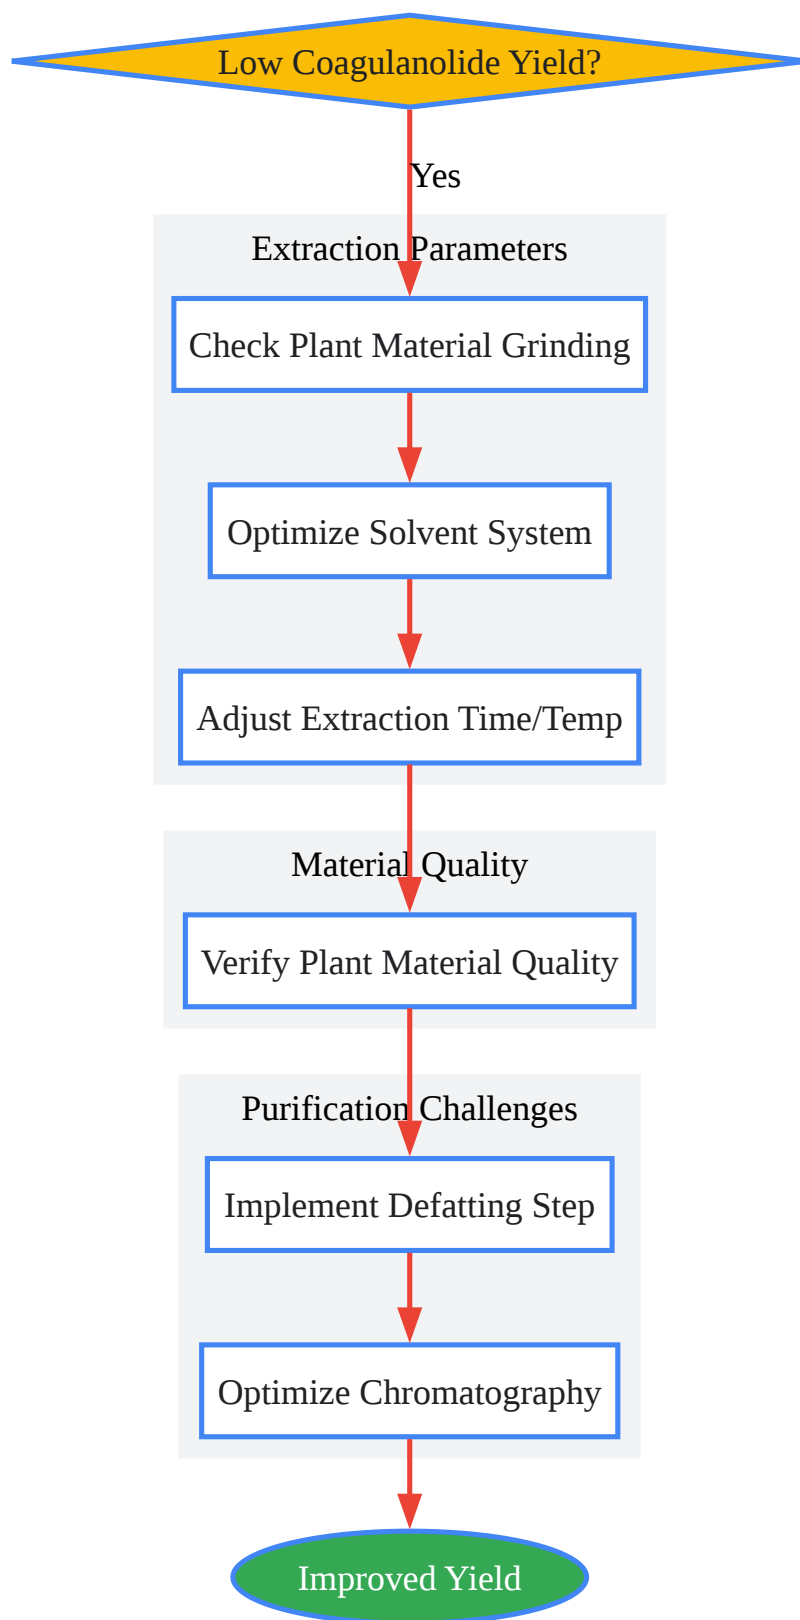 Low Coagulanolide Yield?
Yes
Extraction Parameters
Check Plant Material Grinding
Optimize Solvent System
Adjust Extraction Time/Temp
Material Quality
Verify Plant Material Quality
Purification Challenges
Implement Defatting Step
Optimize Chromatography
Improved Yield